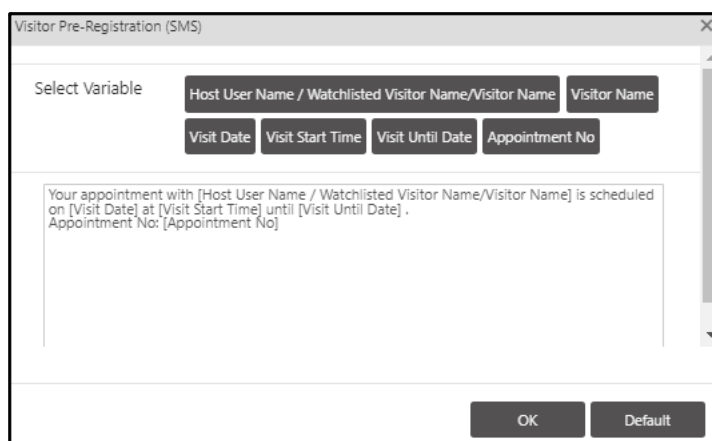 Visitor Pre-Registration (SMS)
Select Variable
Host User Name / Watchlisted Visitor Name/Visitor Name Visitor Name
Visit Date Visit Start Time Visit Until Date Appointment No
Your appointment with [Host User Name / Watchlisted Visitor Name/Visitor Name] is scheduled
on [Visit Date] at [Visit Start Time] until [Visit Until Date] .
Appointment No: [Appointment No]
OK Default